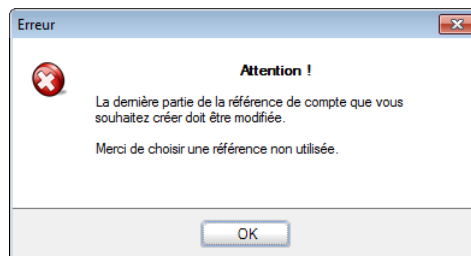 Erreur
Attention !
La dernière partie de la référence de compte que vous
souhaitez créer doit être modifiée.
Merci de choisir une référence non utilisée.
OK